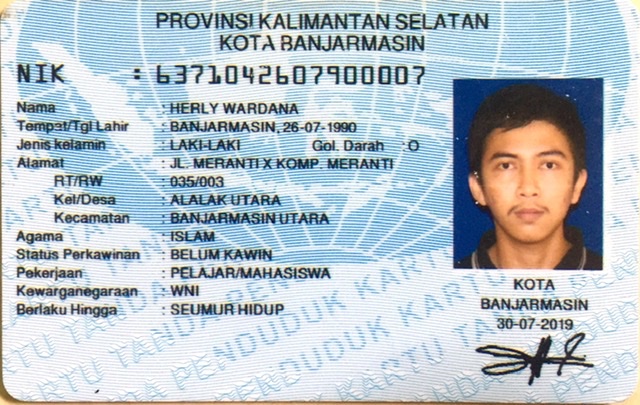 PROVINSI KALIMANTAN SELATAN
KOTA BANJARMASIN
NIK : 6371042607900007
Nama : HERLY WARDANA
Tempat/Tgl Lahir : BANJARMASIN, 26-07-1990
Jenis kelamin : LAKI-LAKI Gol. Darah : O
Alamat : JL. MERANTI X KOMP. MERANTI
RT/RW : 035/003
Kel/Desa : ALALAK UTARA
Kecamatan : BANJARMASIN UTARA
Agama : ISLAM
Status Perkawinan : BELUM KAWIN
Pekerjaan : PELAJAR/MAHASISWA
Kewarganegaraan : WNI
Berlaku Hingga : SEUMUR HIDUP
KOTA
BANJARMASIN
30-07-2019
KARTU TANDA PENDUDUK